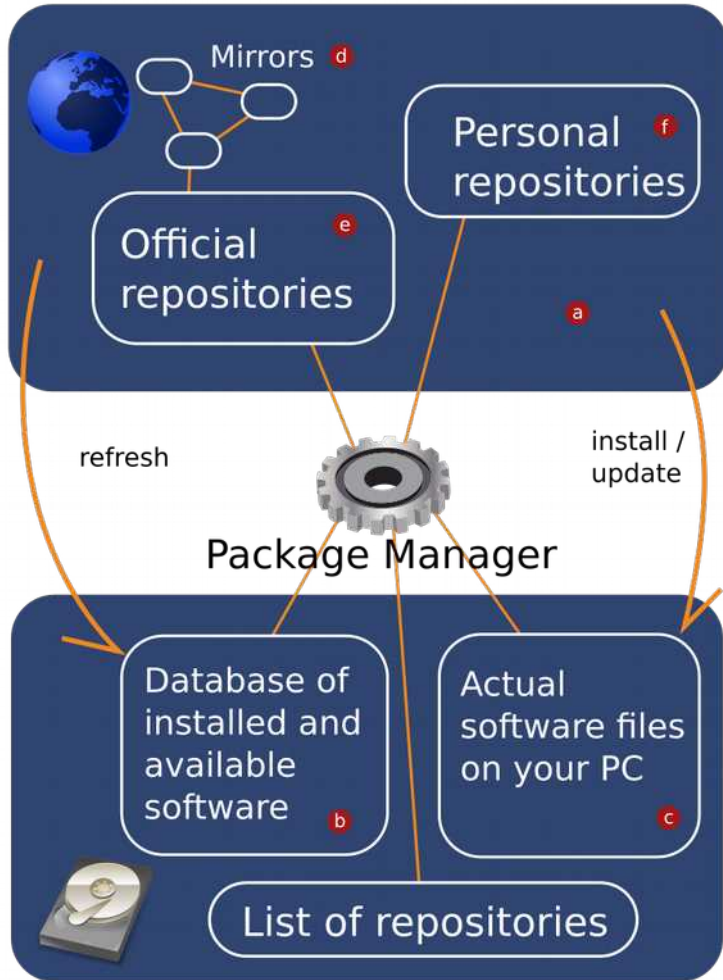 Mirrors d
Personal f
repositories
Official e
repositories
a
refresh
install /
update
Package Manager
Database of
installed and
available
software b
Actual
software files
on your PC
c
List of repositories